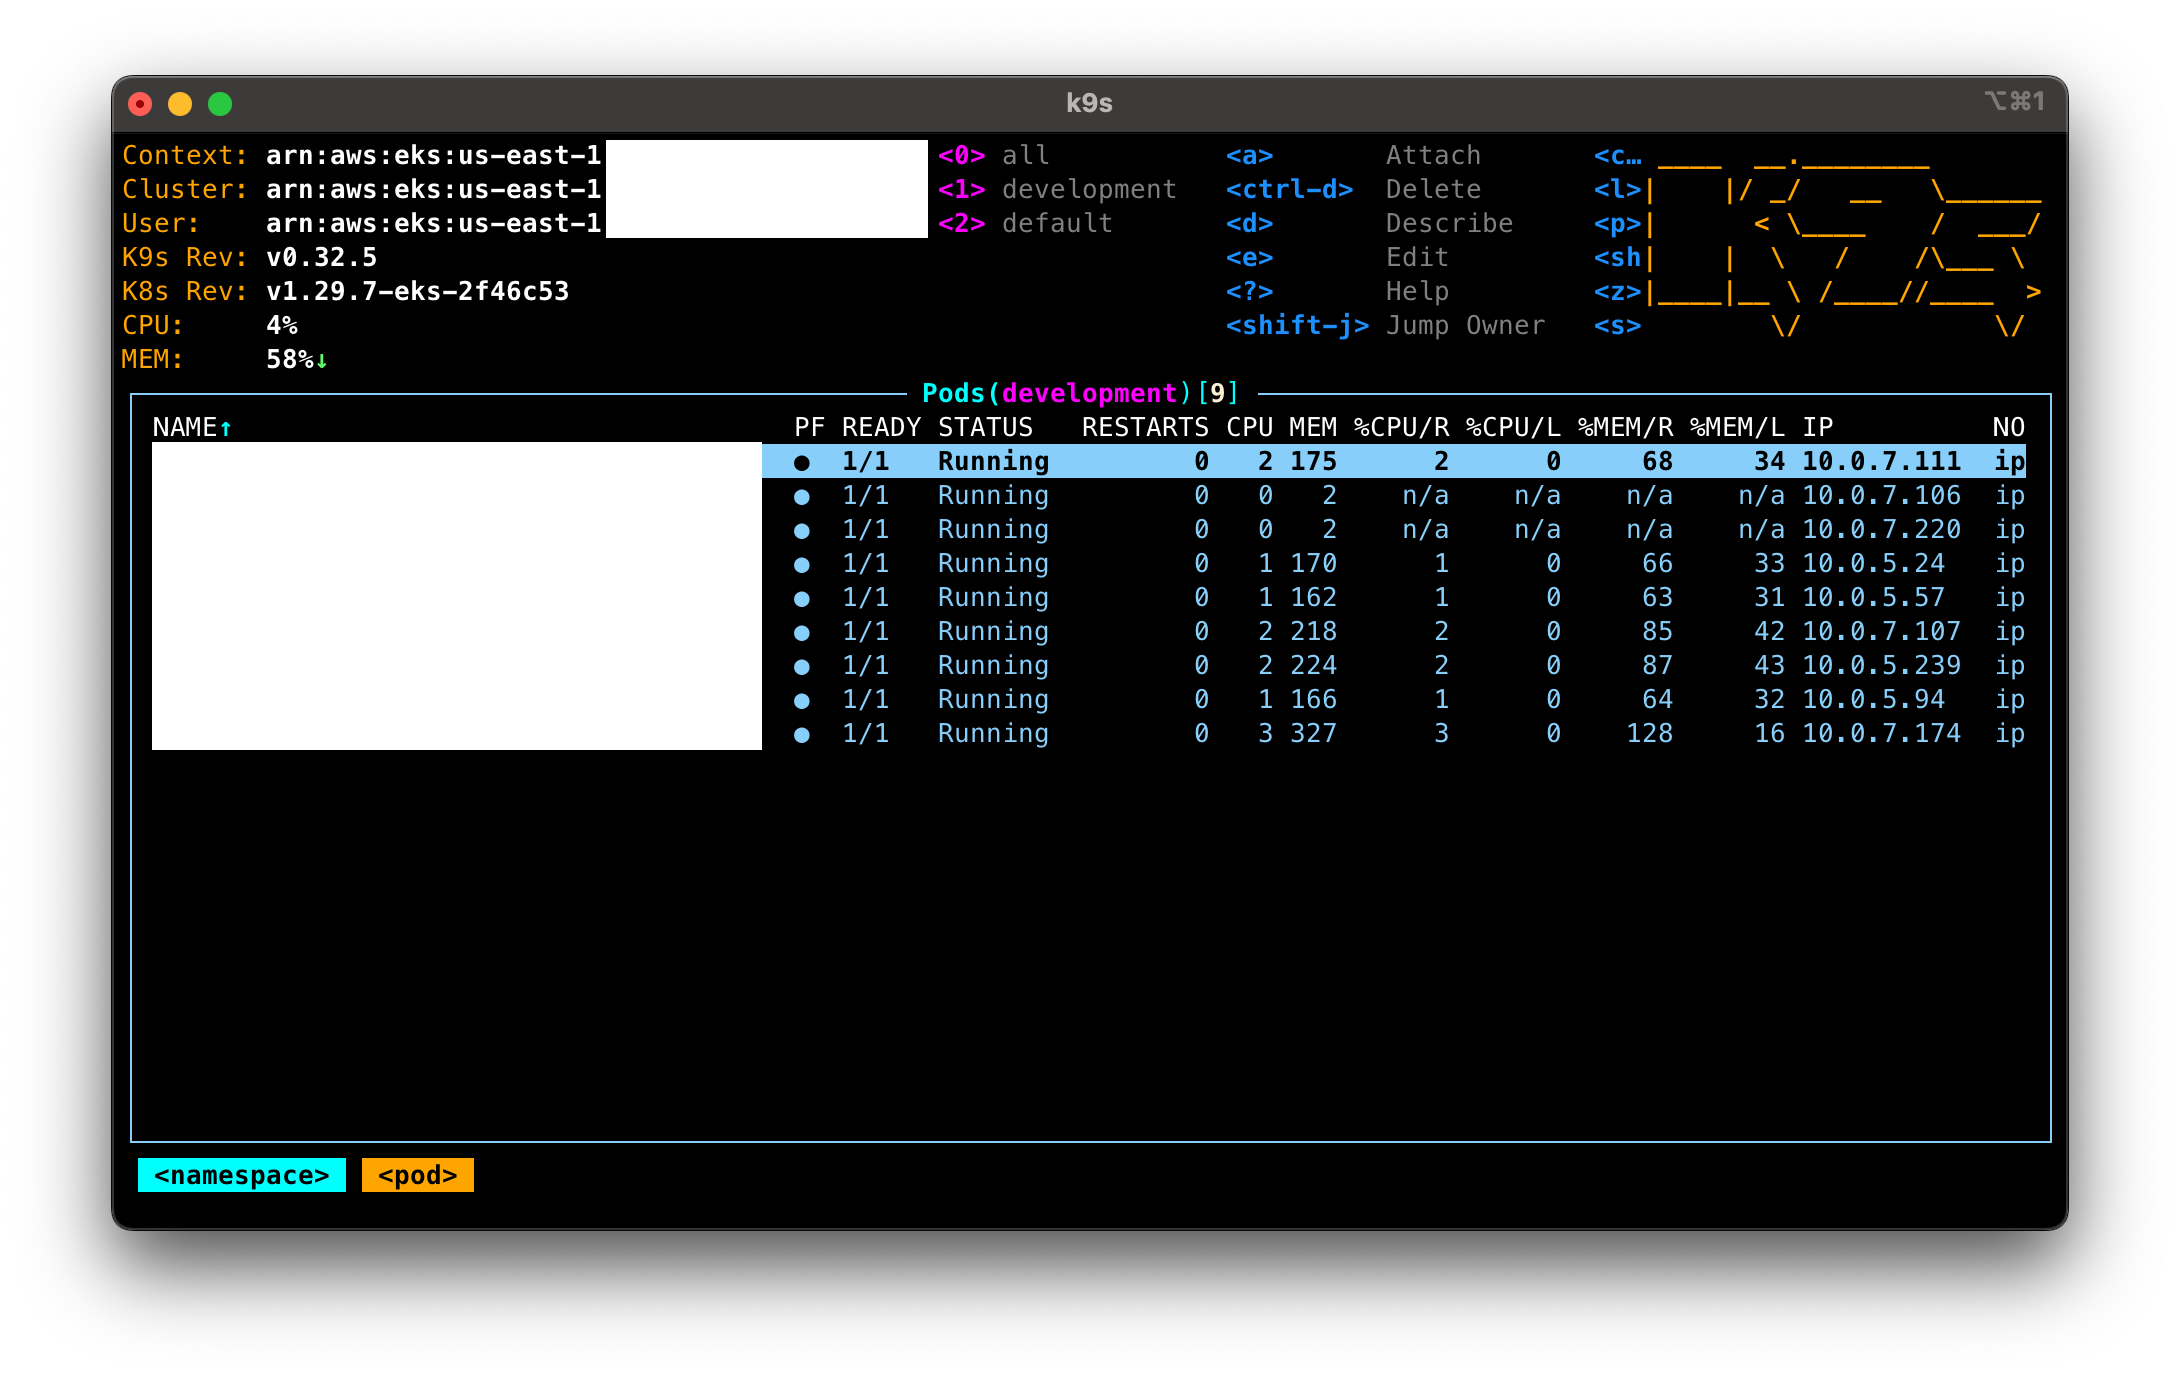 k9s ⌥⌘1
Context: arn:aws:eks:us-east-1 <0> all <a> Attach <c…
Cluster: arn:aws:eks:us-east-1 <1> development <ctrl-d> Delete <l>
User: arn:aws:eks:us-east-1 <2> default <d> Describe <p>
K9s Rev: v0.32.5 <e> Edit <sh
K8s Rev: v1.29.7-eks-2f46c53 <?> Help <z>
CPU: 4% <shift-j> Jump Owner <s>
MEM: 58%↓
Pods(development)[9]
NAME↑ PF READY STATUS RESTARTS CPU MEM %CPU/R %CPU/L %MEM/R %MEM/L IP NO
● 1/1 Running 0 2 175 2 0 68 34 10.0.7.111 ip
● 1/1 Running 0 0 2 n/a n/a n/a n/a 10.0.7.106 ip
● 1/1 Running 0 0 2 n/a n/a n/a n/a 10.0.7.220 ip
● 1/1 Running 0 1 170 1 0 66 33 10.0.5.24 ip
● 1/1 Running 0 1 162 1 0 63 31 10.0.5.57 ip
● 1/1 Running 0 2 218 2 0 85 42 10.0.7.107 ip
● 1/1 Running 0 2 224 2 0 87 43 10.0.5.239 ip
● 1/1 Running 0 1 166 1 0 64 32 10.0.5.94 ip
● 1/1 Running 0 3 327 3 0 128 16 10.0.7.174 ip
<namespace> <pod>